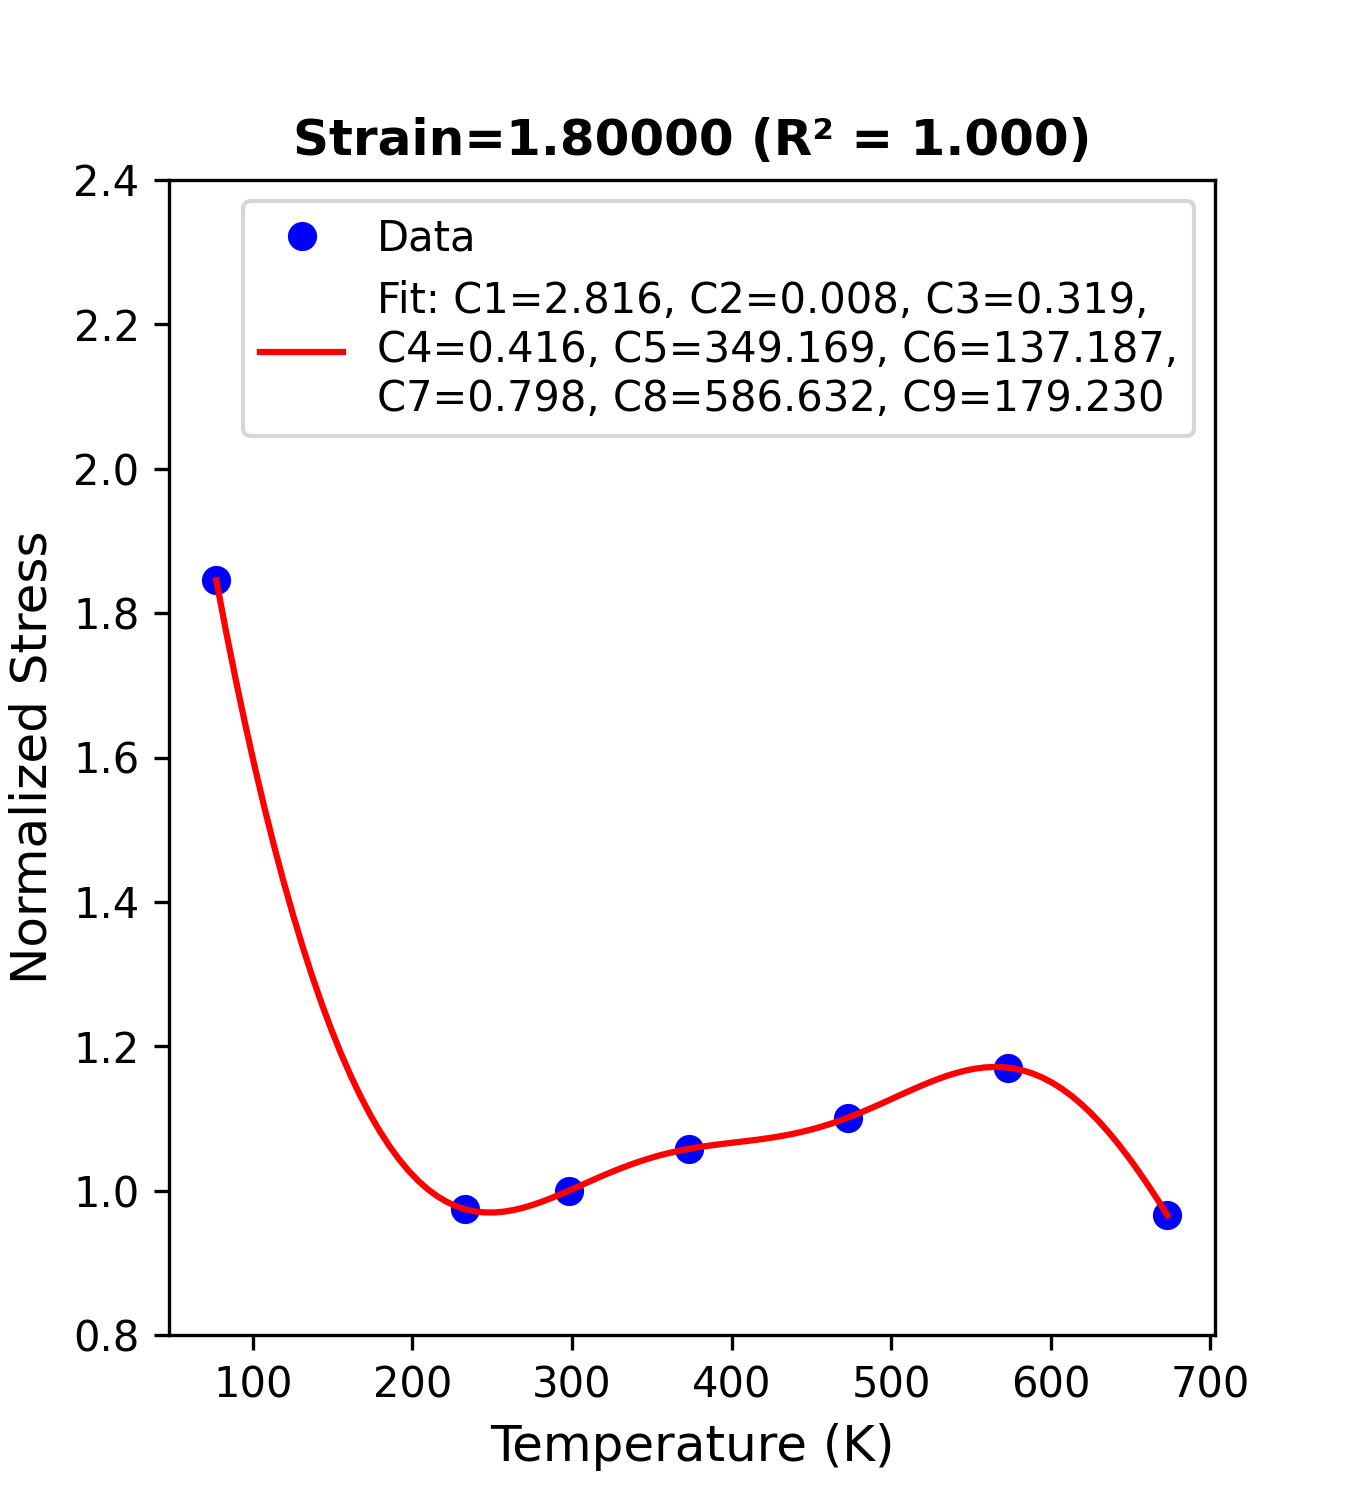 Strain=1.80000 (R² = 1.000)
Data
Fit: C1=2.816, C2=0.008, C3=0.319,
C4=0.416, C5=349.169, C6=137.187,
C7=0.798, C8=586.632, C9=179.230
2.4
2.2
2.0
1.8
1.6
1.4
1.2
1.0
0.8
Normalized Stress
100 200 300 400 500 600 700
Temperature (K)